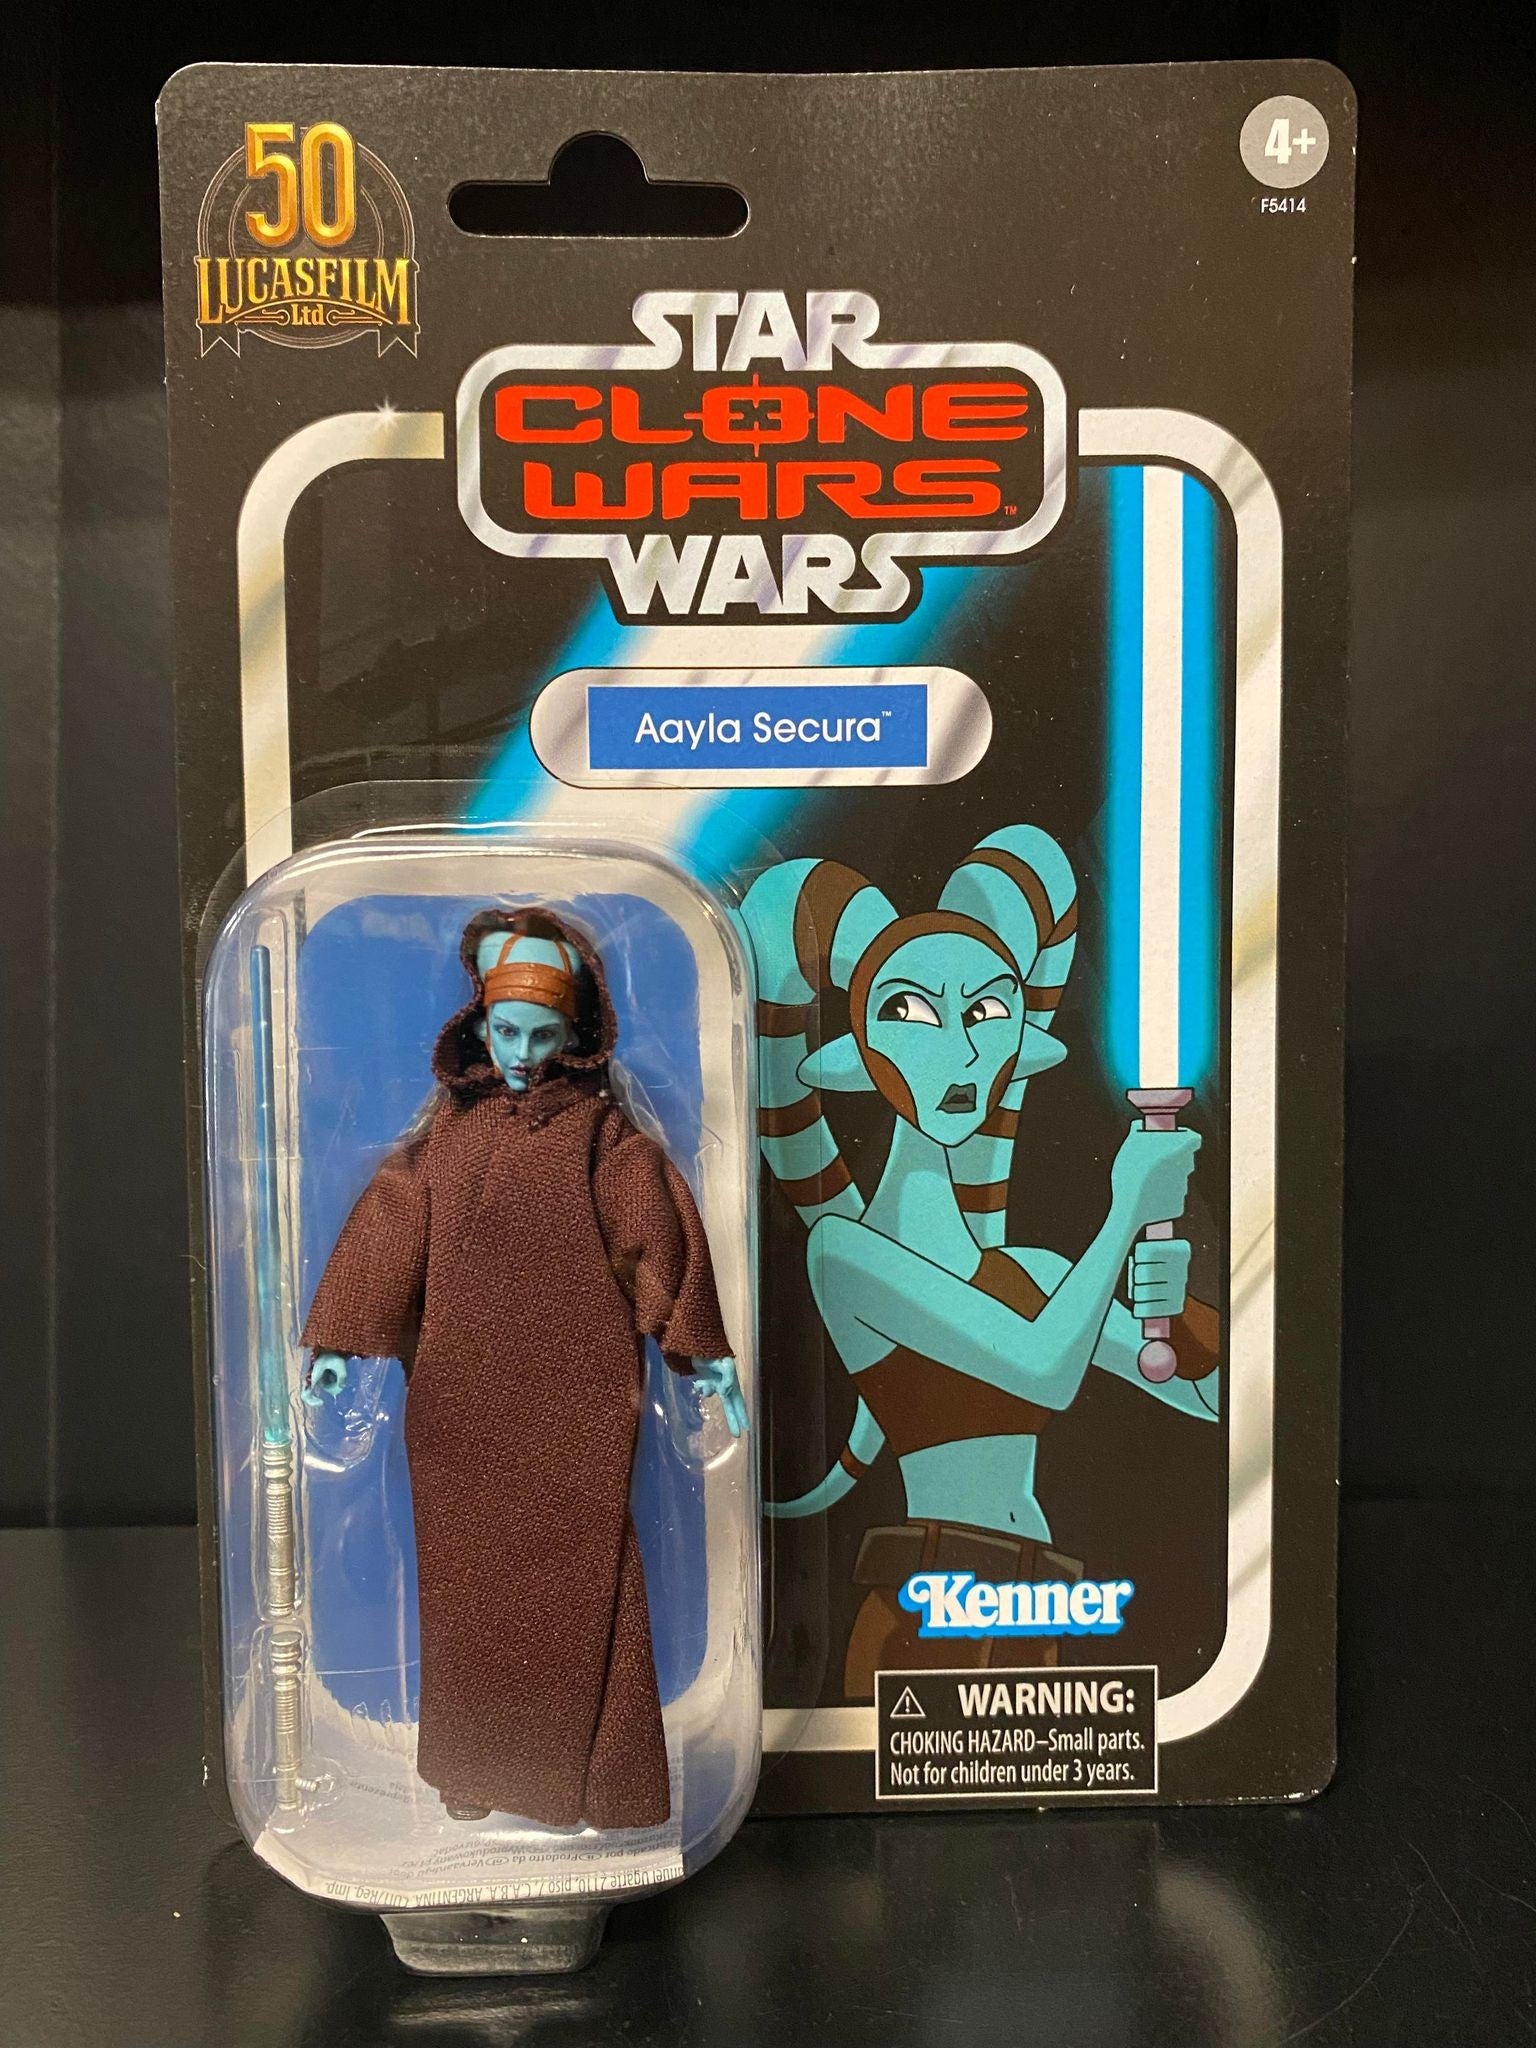 50
LUCASFILM
Ltd
4+
F5414
STAR
CLONE
WARS™
WARS
Aayla Secura™
Kenner
⚠ WARNING:
CHOKING HAZARD–Small parts.
Not for children under 3 years.